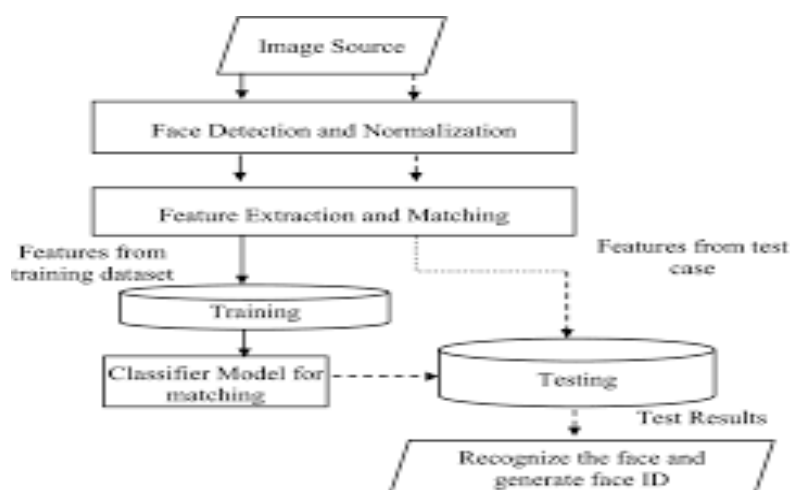 Image Source
Face Detection and Normalization
Feature Extraction and Matching
Features from
training dataset
Features from test
case
Training
Classifier Model for
matching
Testing
Test Results
Recognize the face and
generate face ID